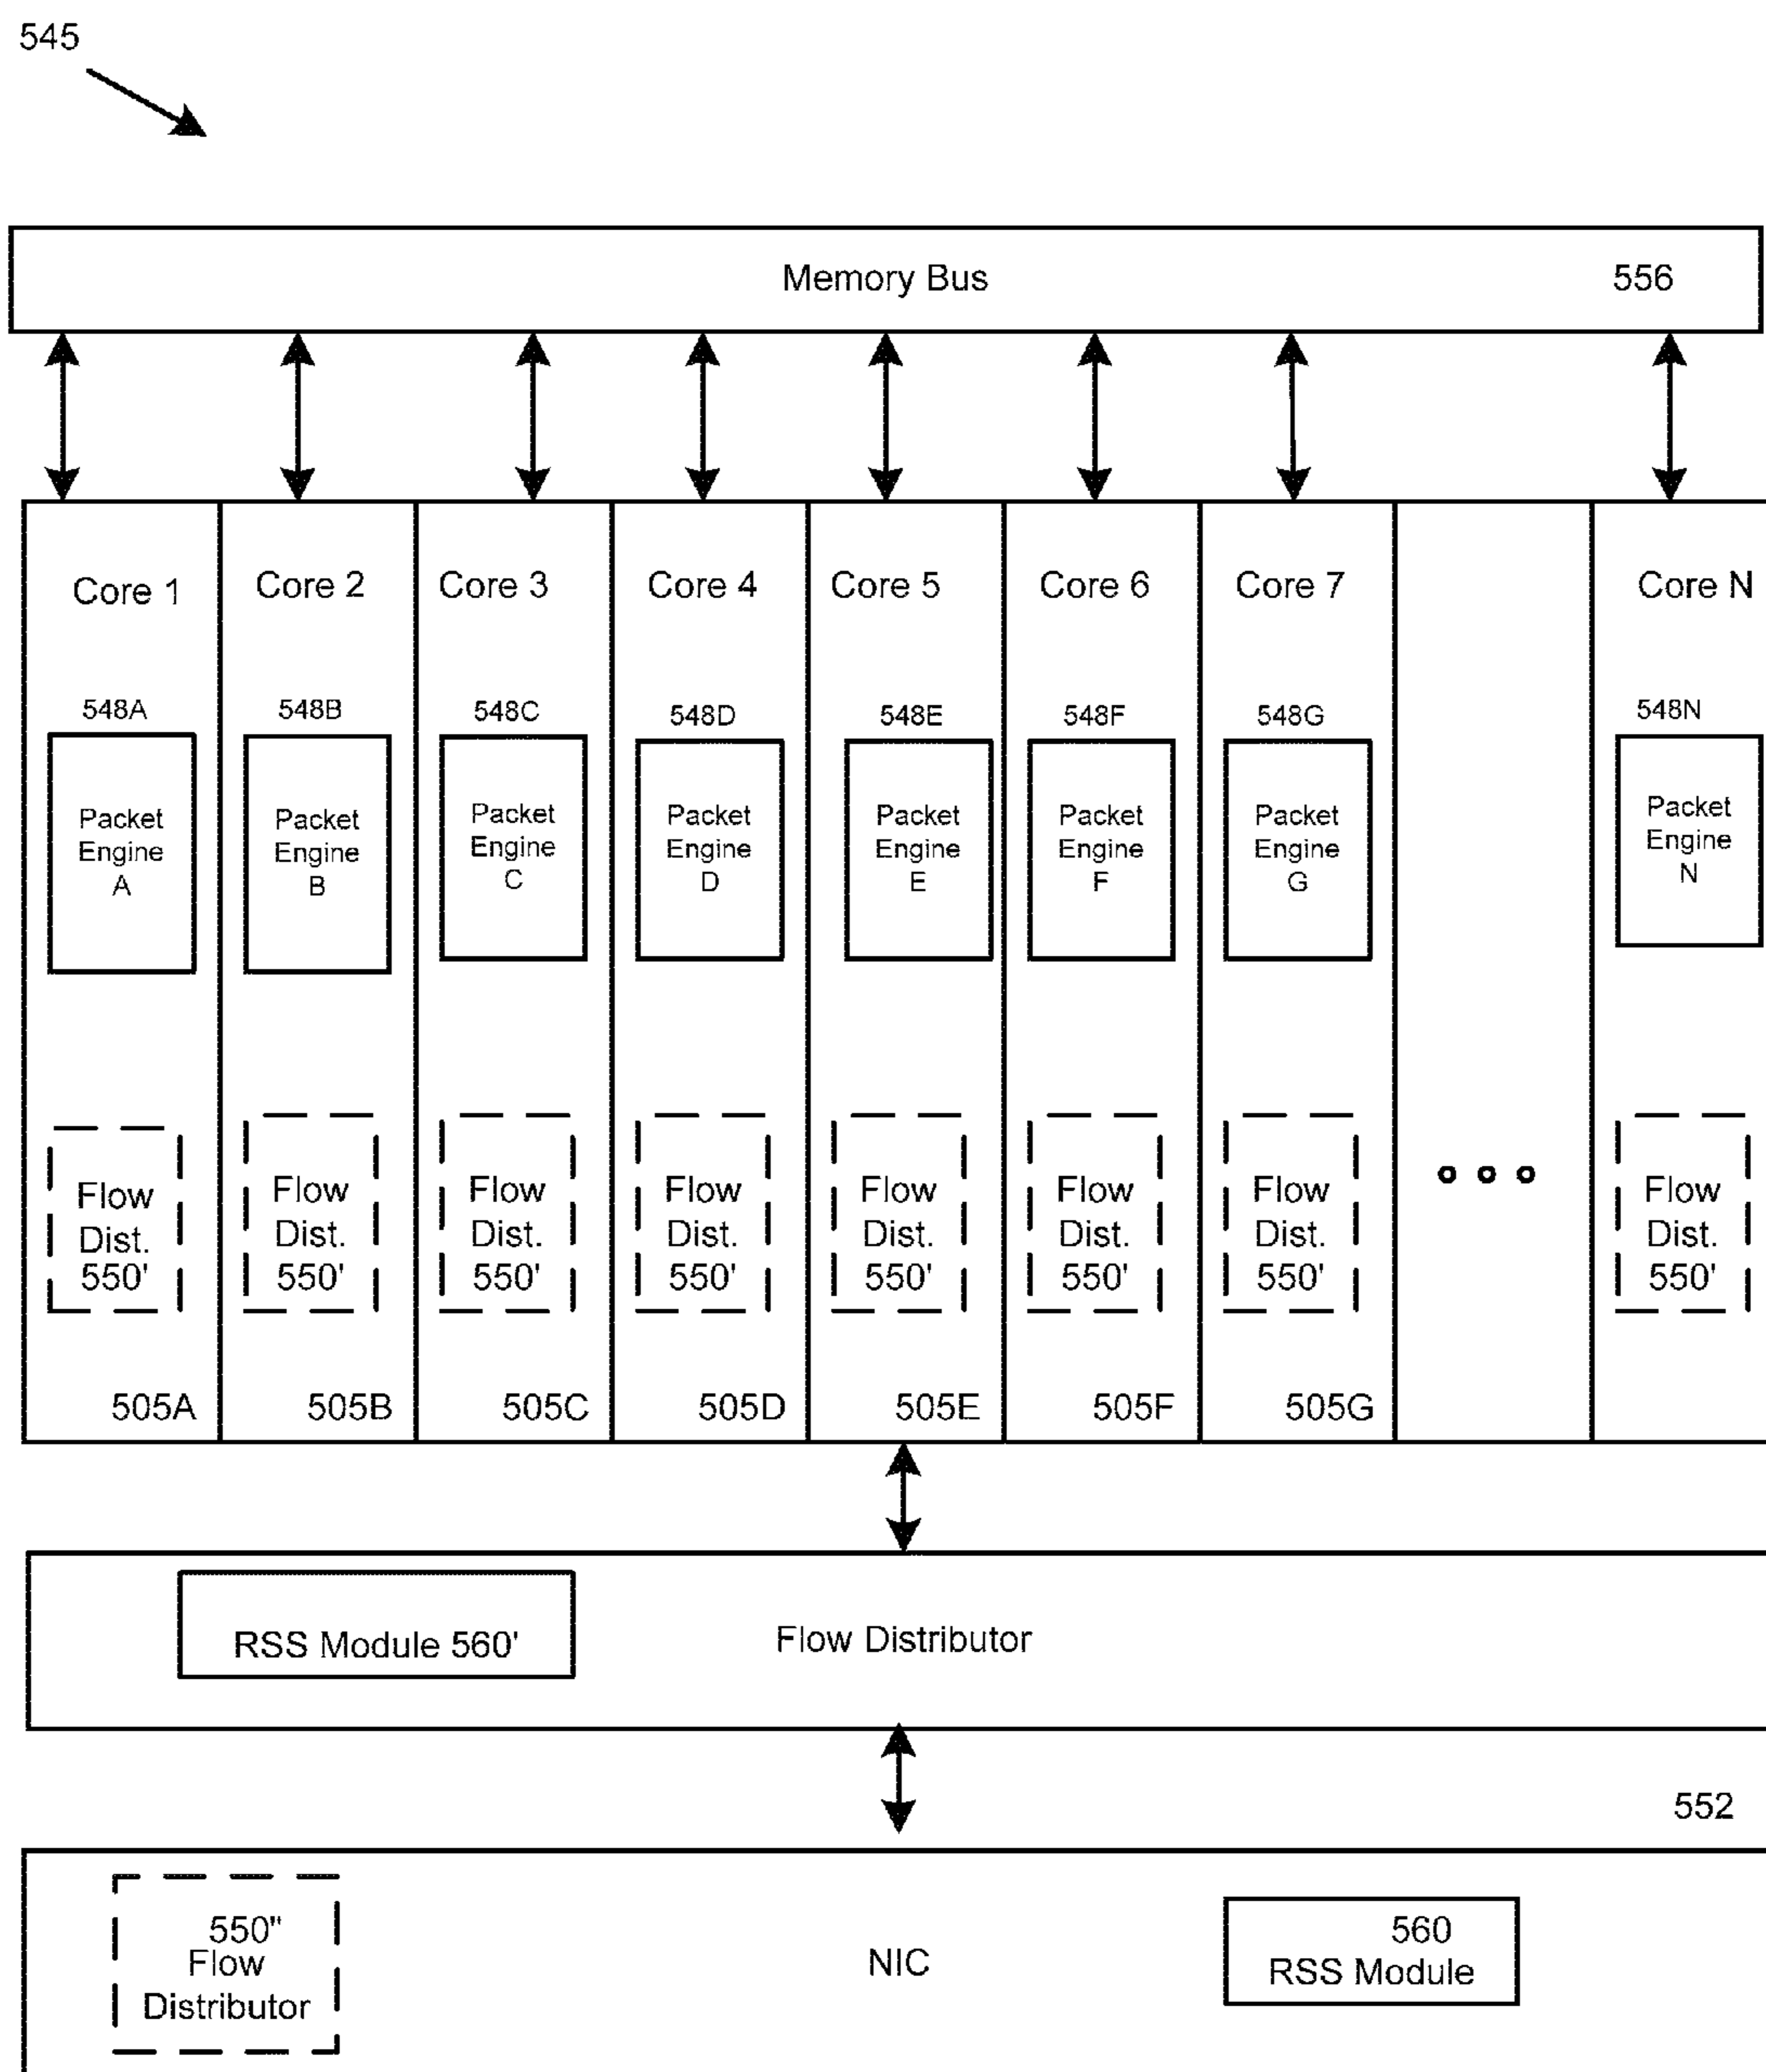 545
Memory Bus 556
Core 1 Core 2 Core 3 Core 4 Core 5 Core 6 Core 7 Core N
548A 548B 548C 548D 548E 548F 548G 548N
Packet Engine A
Packet Engine B
Packet Engine C
Packet Engine D
Packet Engine E
Packet Engine F
Packet Engine G
Packet Engine N
Flow Dist. 550'
Flow Dist. 550'
Flow Dist. 550'
Flow Dist. 550'
Flow Dist. 550'
Flow Dist. 550'
Flow Dist. 550'
Flow Dist. 550'
505A 505B 505C 505D 505E 505F 505G
RSS Module 560' Flow Distributor
552
550"
Flow
Distributor
NIC
560
RSS Module